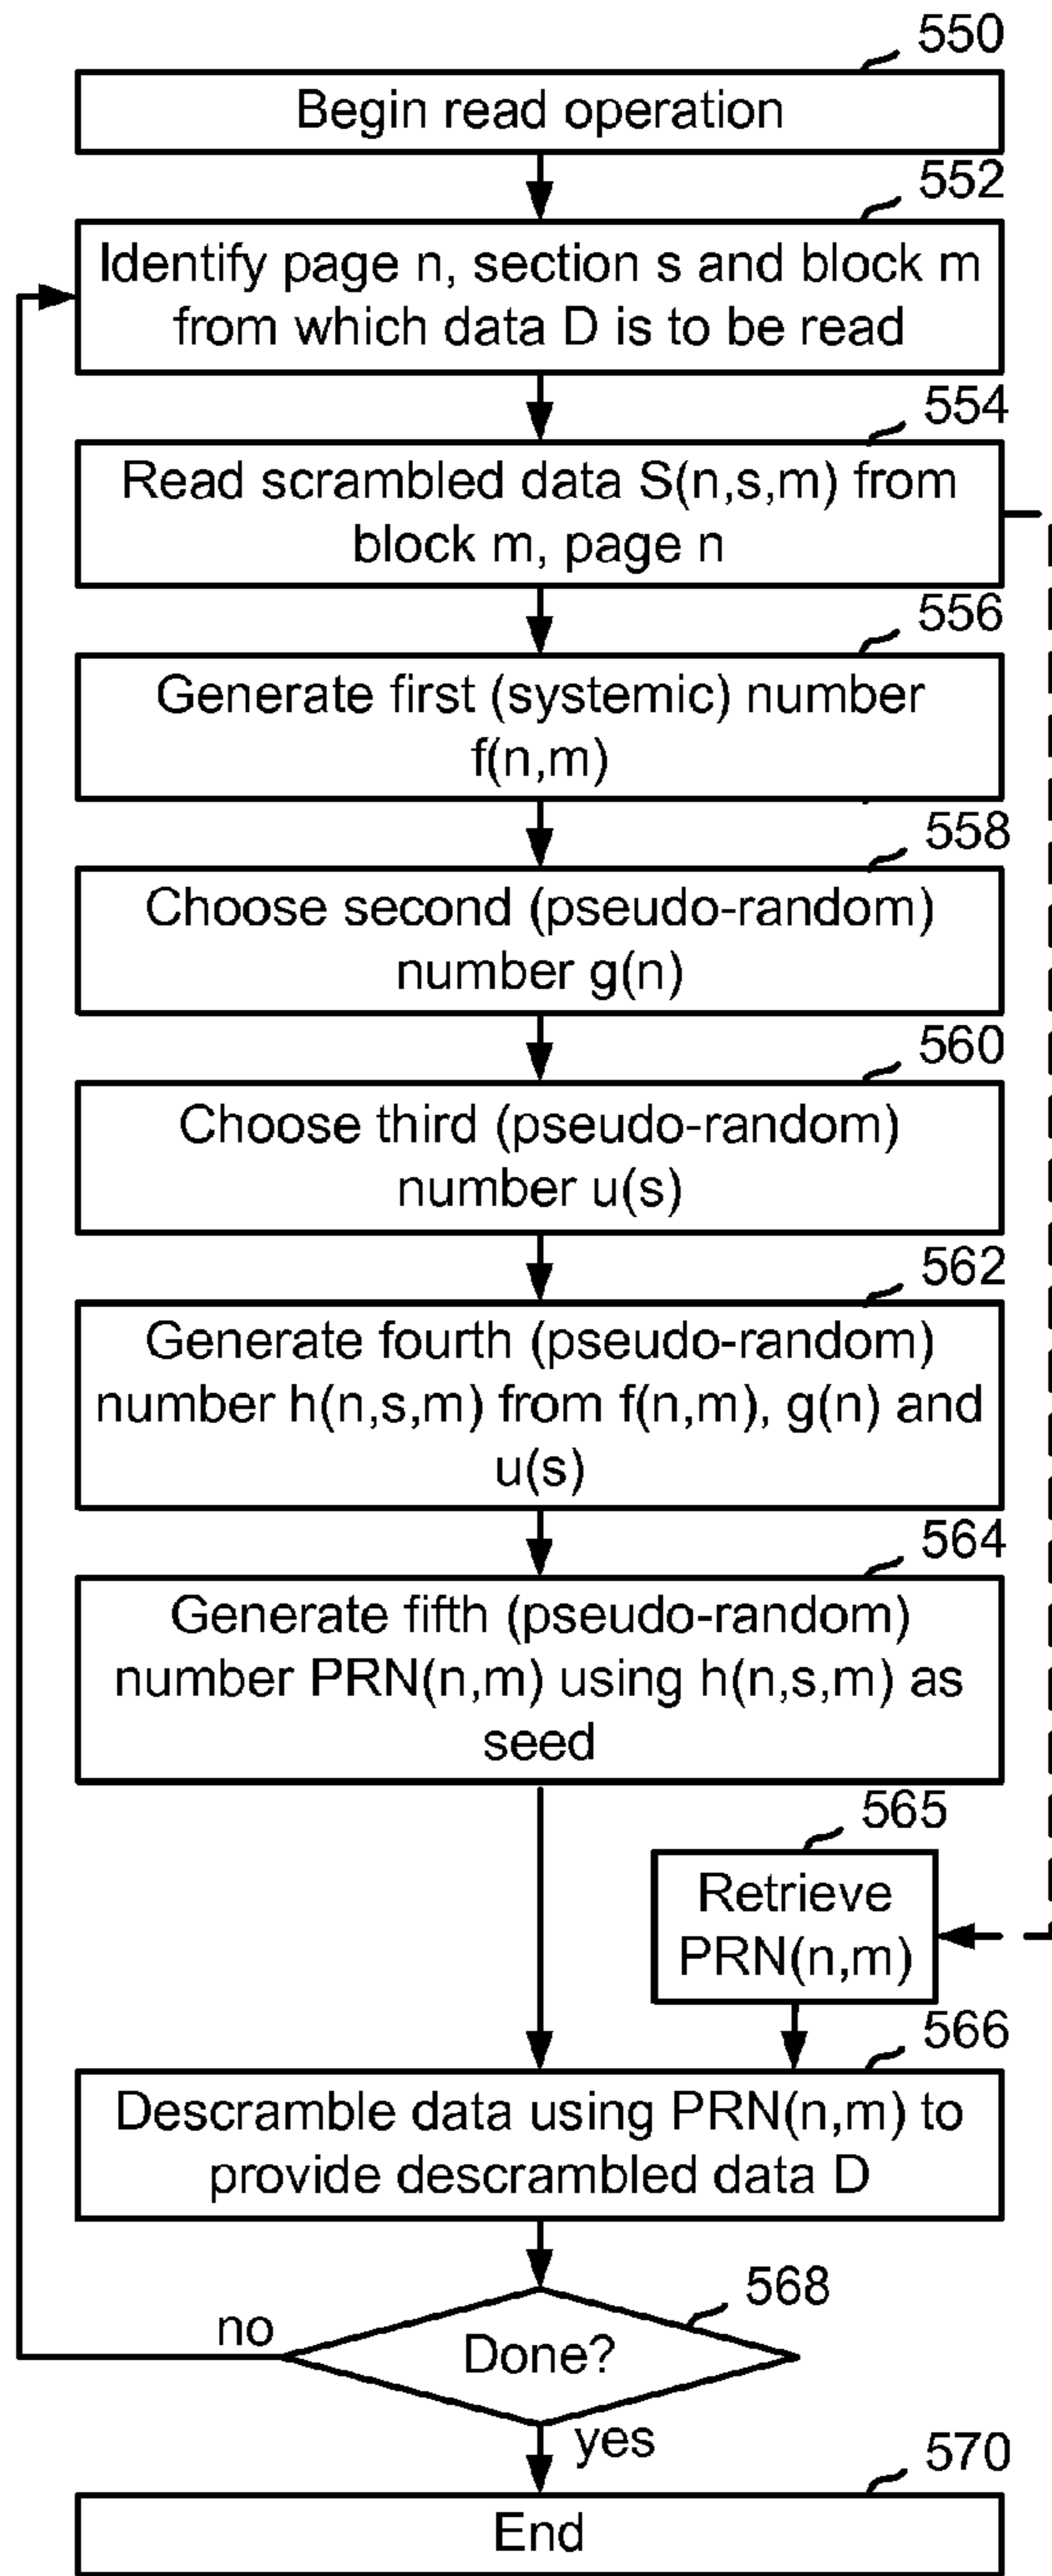 550
Begin read operation
552
Identify page n, section s and block m
from which data D is to be read
554
Read scrambled data S(n,s,m) from
block m, page n
556
Generate first (systemic) number
f(n,m)
558
Choose second (pseudo-random)
number g(n)
560
Choose third (pseudo-random)
number u(s)
562
Generate fourth (pseudo-random)
number h(n,s,m) from f(n,m), g(n) and
u(s)
564
Generate fifth (pseudo-random)
number PRN(n,m) using h(n,s,m) as
seed
565
Retrieve
PRN(n,m)
566
Descramble data using PRN(n,m) to
provide descrambled data D
568
no
Done?
yes
570
End